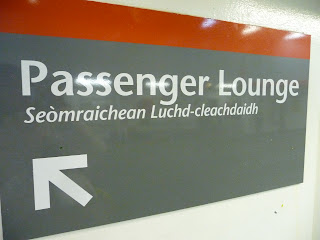 Passenger Lounge
Seòmraichean Luchd-cleachdaidh